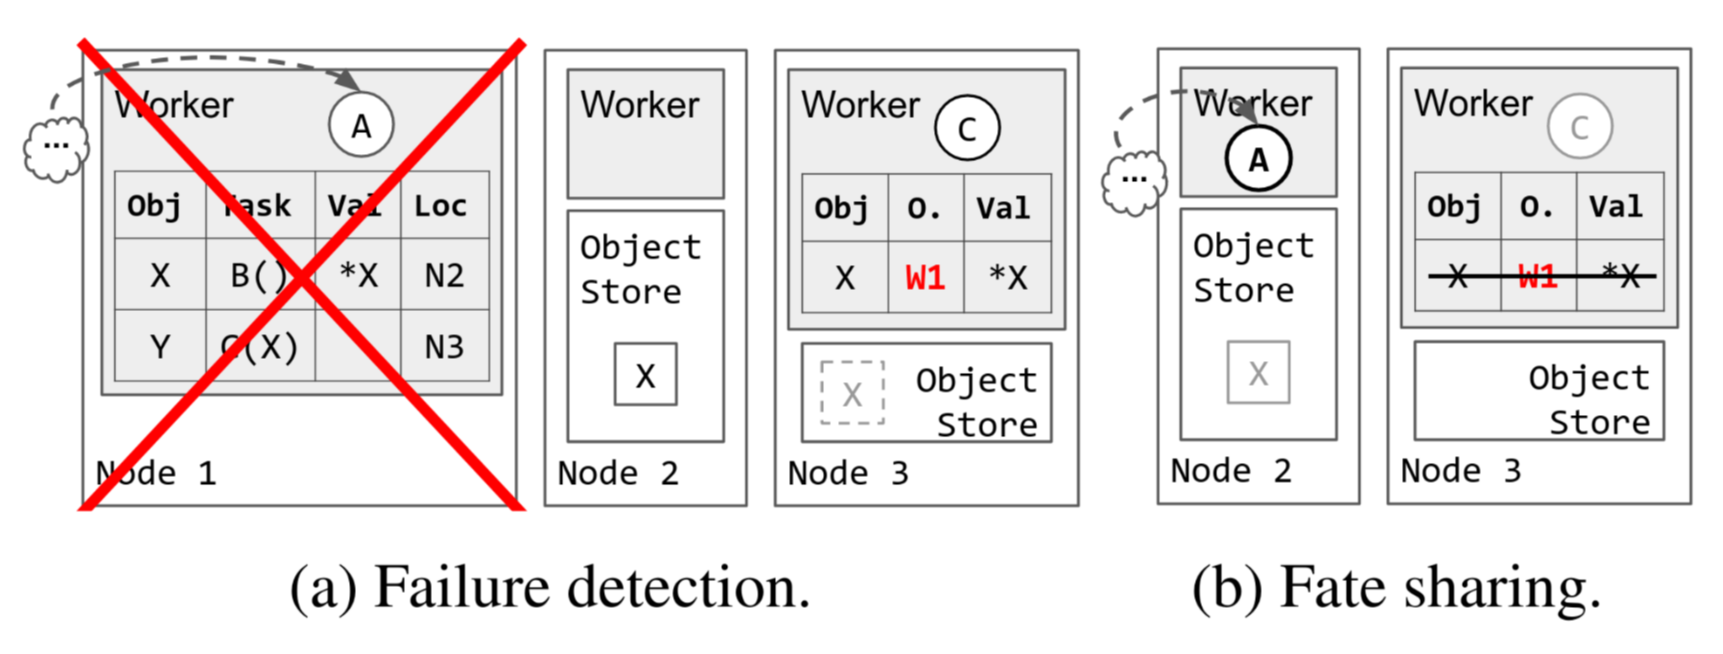 ...
Worker
A
Obj Task Val Loc
X B() *X N2
Y C(X) N3
Node 1
Worker
Object
Store
X
Node 2
Worker
C
Obj O. Val
X W1 *X
X
Object
Store
Node 3
(a) Failure detection.
...
Worker
A
Object
Store
X
Node 2
Worker
C
Obj O. Val
X W1 *X
Object
Store
Node 3
(b) Fate sharing.